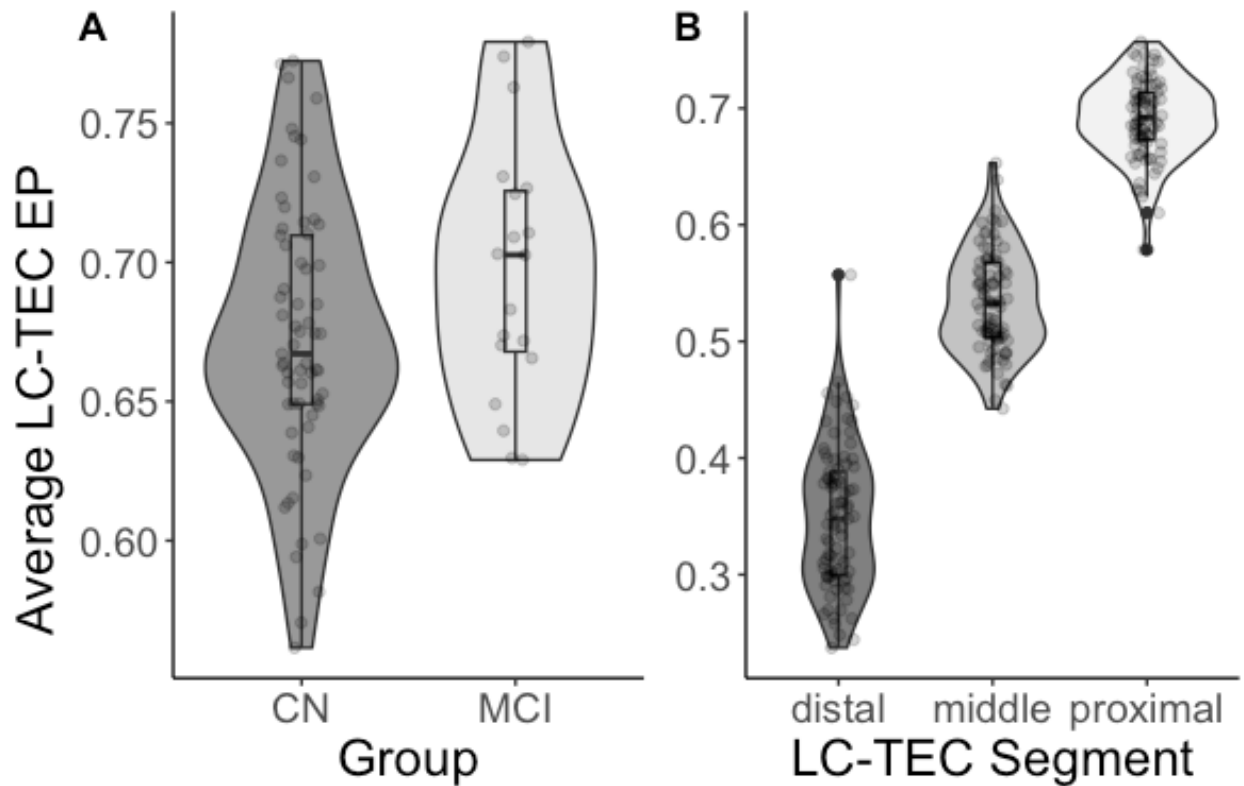 A
B
Average LC-TEC EP
0.75
0.70
0.65
0.60
CN
MCI
Group
0.7
0.6
0.5
0.4
0.3
distal
middle
proximal
LC-TEC Segment